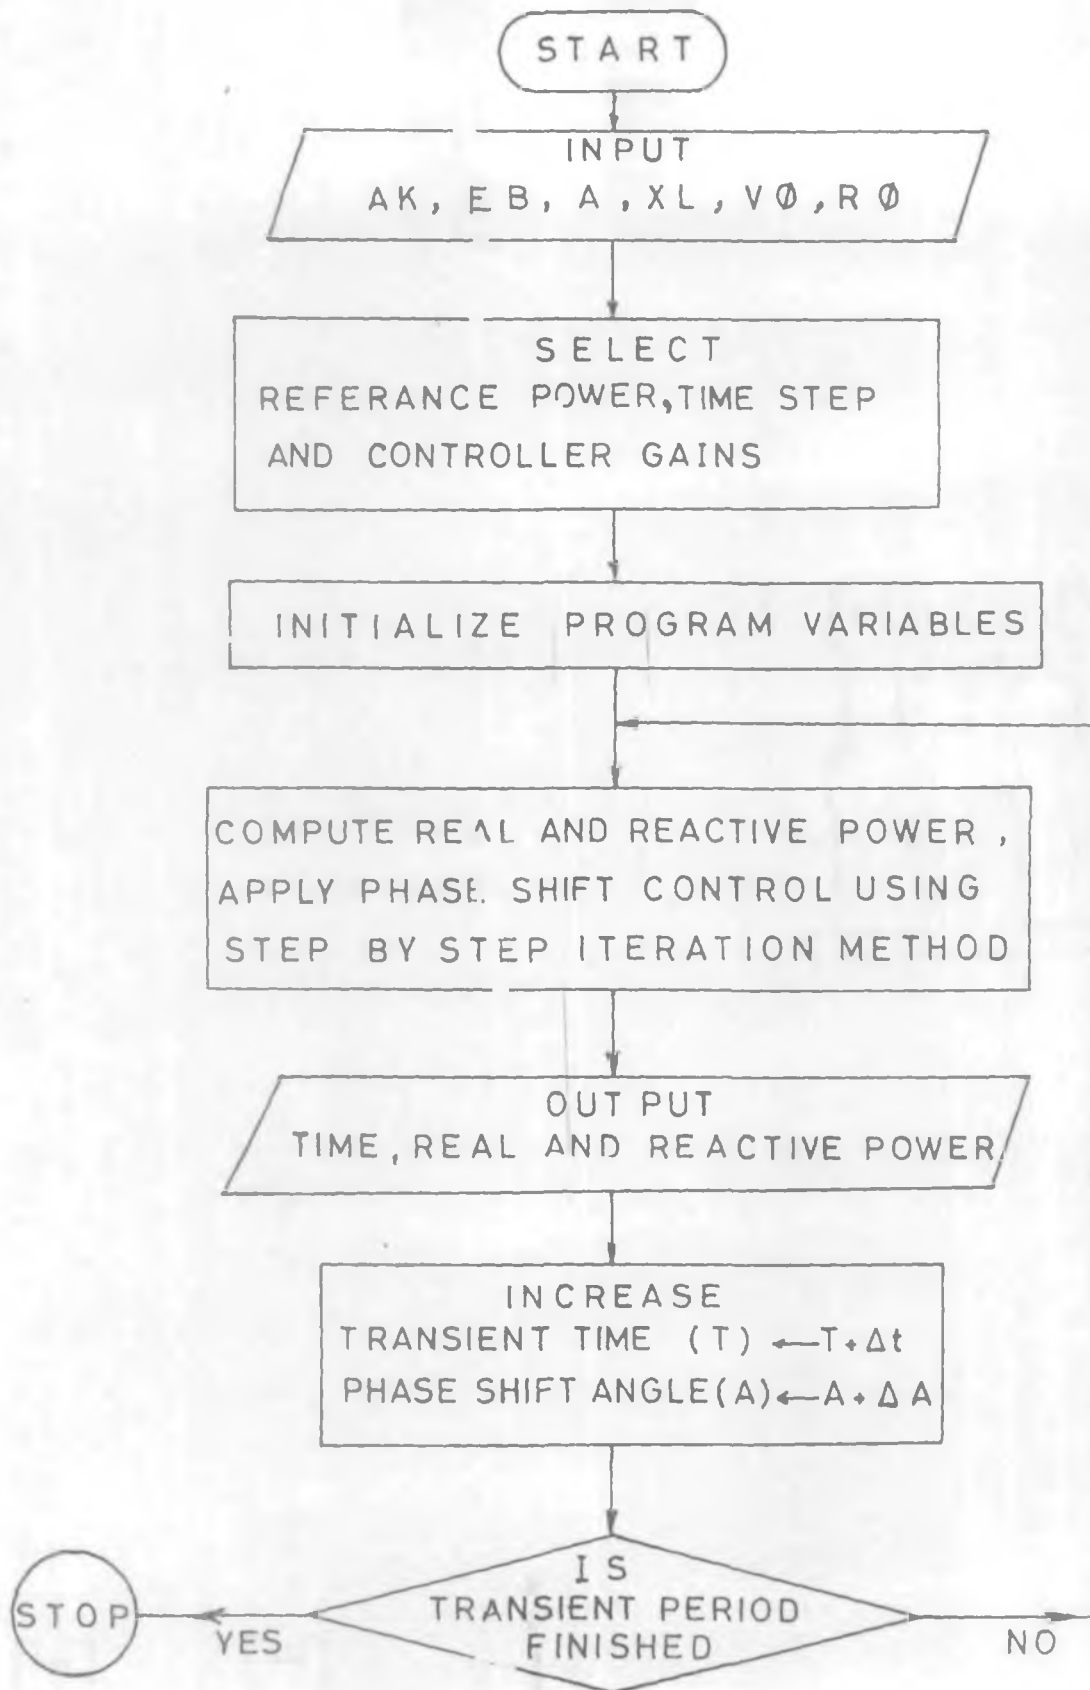 START
INPUT
AK, EB, A, XL, VØ, RØ
SELECT
REFERANCE POWER, TIME STEP
AND CONTROLLER GAINS
INITIALIZE PROGRAM VARIABLES
COMPUTE REAL AND REACTIVE POWER,
APPLY PHASE SHIFT CONTROL USING
STEP BY STEP ITERATION METHOD
OUTPUT
TIME, REAL AND REACTIVE POWER
INCREASE
TRANSIENT TIME (T) ← T + Δt
PHASE SHIFT ANGLE (A) ← A + ΔA
IS
TRANSIENT PERIOD
FINISHED
STOP
YES
NO